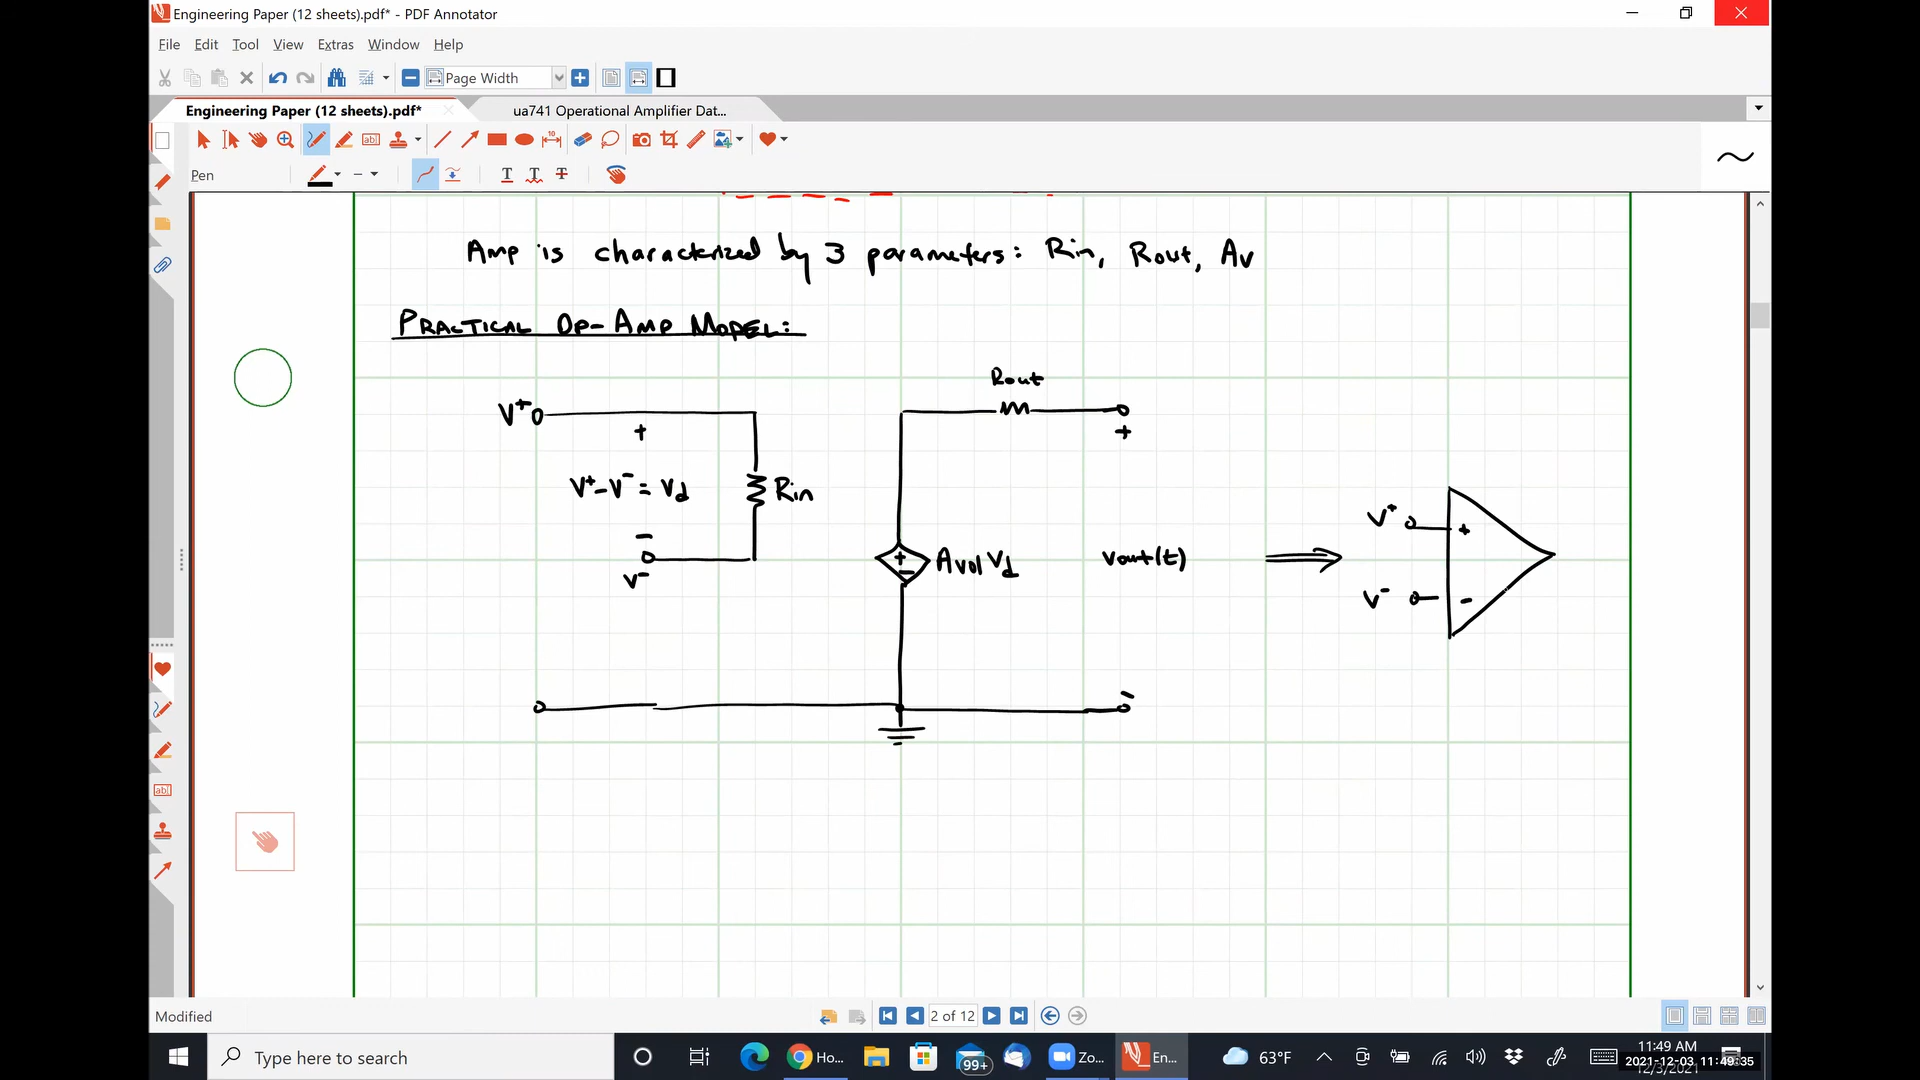 Engineering Paper (12 sheets).pdf* - PDF Annotator
File Edit Tool View Extras Window Help
Page Width
Engineering Paper (12 sheets).pdf* ua741 Operational Amplifier Dat...
Pen
Amp is characterized by 3 parameters: Rin, Rout, Av
PRACTICAL OP-AMP MODEL:
Rout
V+
+
+
V+-V- = Vd
Rin
V+
+
-
+
-
Avol Vd
Vout(t)
V-
V-
-
-
Modified
2 of 12
Type here to search
99+
Ho...
Zo...
En...
63°F
11:49 AM
2021-12-03, 11:49:35